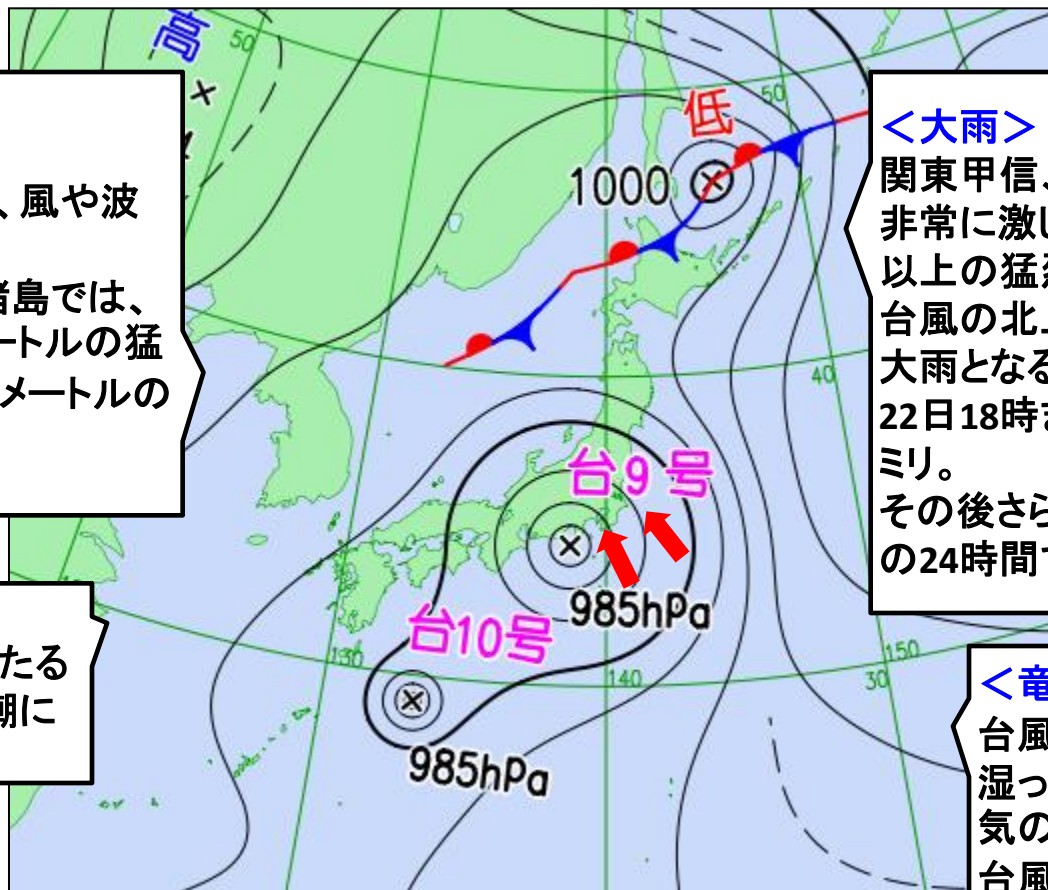 高
50
、風や波
諸島では、
ートルの猛
メートルの
たる
潮に
低
50
1000
40
台9号
985hPa
台10号
985hPa
130
140
150
30
＜大雨＞
関東甲信、
非常に激し
以上の猛烈
台風の北上
大雨となる
22日18時ま
ミリ。
その後さら
の24時間で
＜竜
台風
湿っ
気の
台風